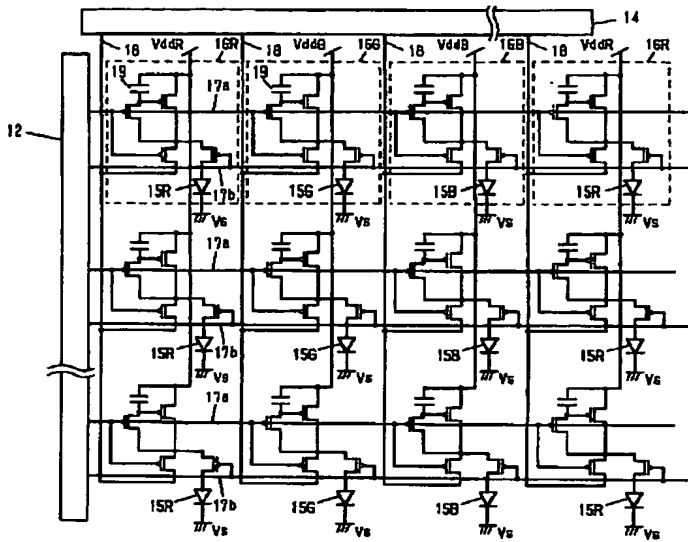 14
18 VddR 16R 18 VddG 16G 18 VddB 16B 18 VddR 16R
19 19
17a
12
15R 17b 15G 15B 15R
Vs Vs Vs Vs
17a
15R 17b 15G 15B 15R
Vs Vs Vs Vs
17a
15R 17b 15G 15B 15R
Vs Vs Vs Vs